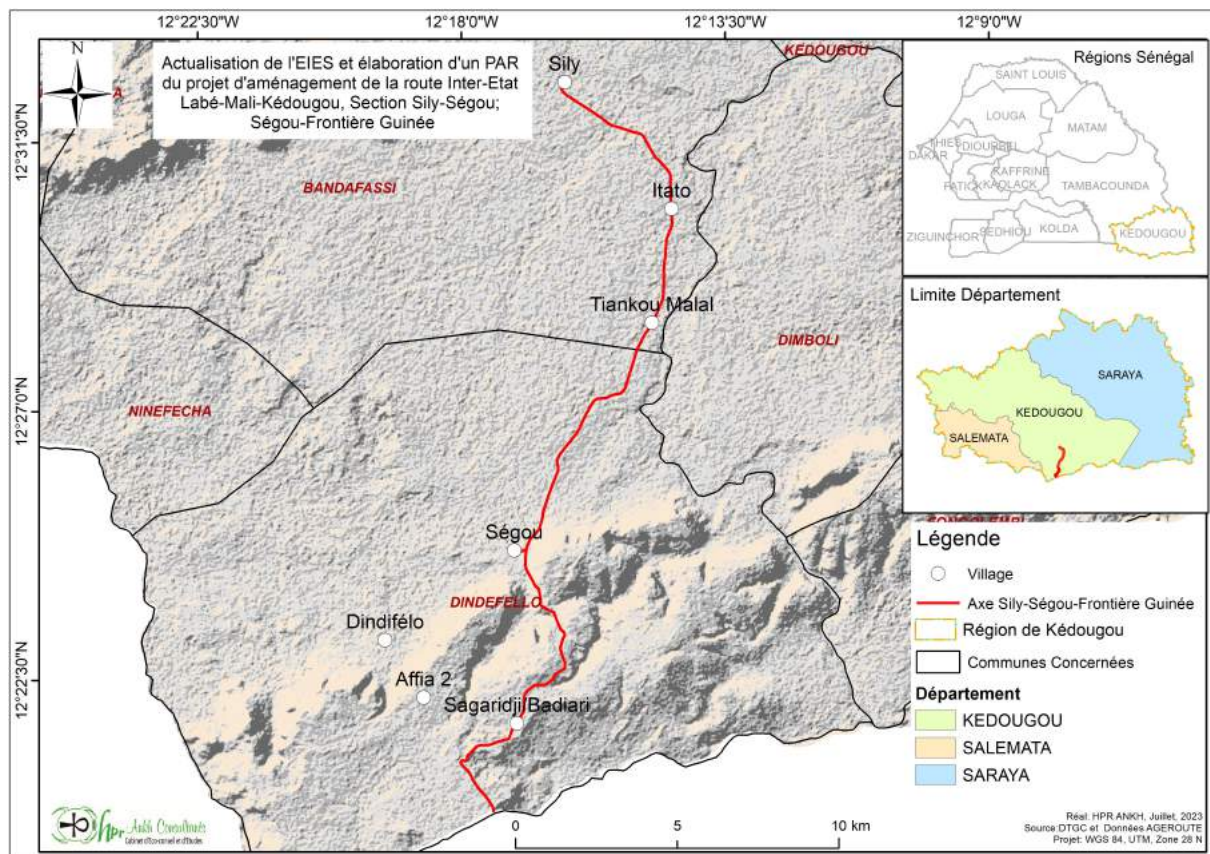 12°22'30"W
12°18'0"W
12°13'30"W
12°9'0"W
N
A
Actualisation de l'EIES et élaboration d'un PAR
du projet d'aménagement de la route Inter-Etat
Labé-Mali-Kédougou, Section Sily-Ségou;
Ségou-Frontière Guinée
12°31'30"N
12°27'0"N
12°22'30"N
KEDOUGOU
Sily
BANDAFASSI
Itato
Tiankou Malal
DIMBOLI
NINEFECHA
Ségou
DINDEFELLO
Dindifélo
Affia 2
Sagaridji/Badiari
Régions Sénégal
SAINT LOUIS
LOUGA
MATAM
THIES
DIOURBEL
DAKAR
KAFFRINE
FATICK
KAOLACK
TAMBACOUNDA
ZIGUINCHOR
SEDHIOU
KOLDA
KEDOUGOU
Limite Département
SARAYA
KEDOUGOU
SALEMATA
Légende
Village
Axe Sily-Ségou-Frontière Guinée
Région de Kédougou
Communes Concernées
Département
KEDOUGOU
SALEMATA
SARAYA
hpr Ankh Consultants
Cabinet d'Eco-conseil et d'Etudes
0 5 10 km
Réal: HPR ANKH, Juillet, 2023
Source:DTGC et Données AGEROUTE
Projet: WGS 84, UTM, Zone 28 N